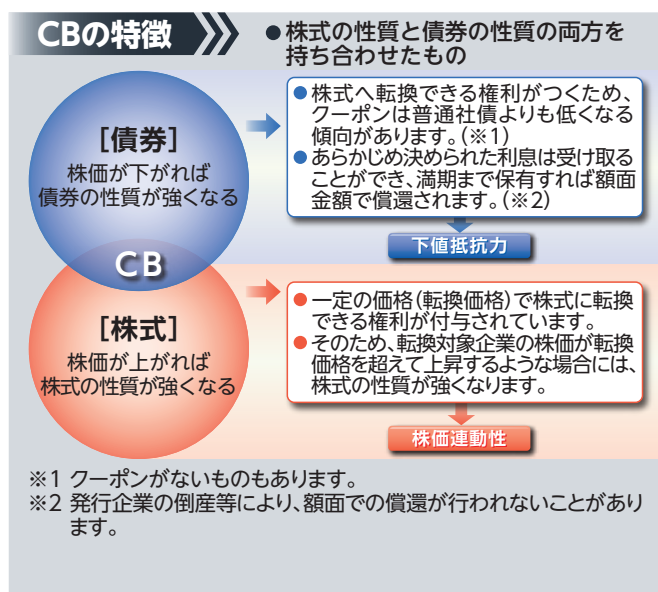 CBの特徴
●株式の性質と債券の性質の両方を
持ち合わせたもの
[債券]
株価が下がれば
債券の性質が強くなる
●株式へ転換できる権利がつくため、
クーポンは普通社債よりも低くなる
傾向があります。(※1)
●あらかじめ決められた利息は受け取る
ことができ、満期まで保有すれば額面
金額で償還されます。(※2)
下値抵抗力
CB
[株式]
株価が上がれば
株式の性質が強くなる
●一定の価格(転換価格)で株式に転換
できる権利が付与されています。
●そのため、転換対象企業の株価が転換
価格を超えて上昇するような場合には、
株式の性質が強くなります。
株価連動性
※1 クーポンがないものもあります。
※2 発行企業の倒産等により、額面での償還が行われないことがあり
ます。